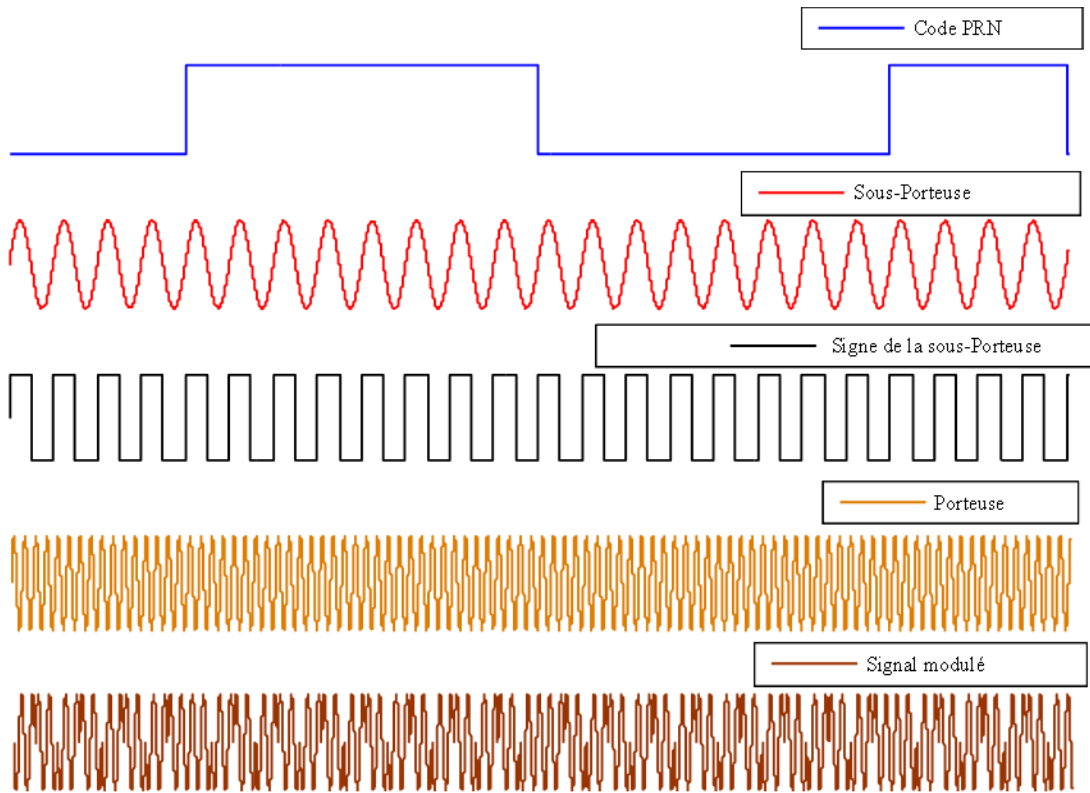 Code PRN
Sous-Porteuse
Signe de la sous-Porteuse
Porteuse
Signal modulé